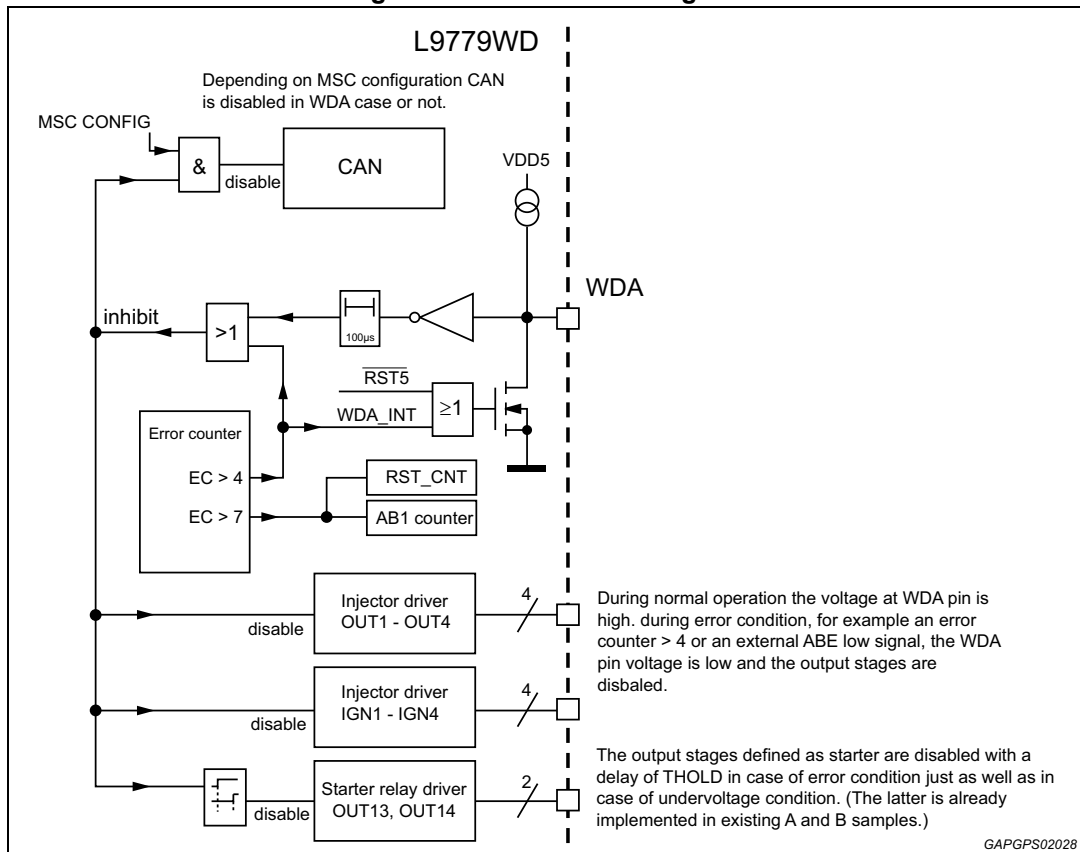 L9779WD
Depending on MSC configuration CAN
is disabled in WDA case or not.
MSC CONFIG
&
disable
CAN
VDD5
WDA
inhibit
>1
100µs
RST5
WDA_INT
≥1
Error counter
EC > 4
EC > 7
RST_CNT
AB1 counter
Injector driver
OUT1 - OUT4
disable
4
During normal operation the voltage at WDA pin is
high. during error condition, for example an error
counter > 4 or an external ABE low signal, the WDA
pin voltage is low and the output stages are
disbaled.
Injector driver
IGN1 - IGN4
disable
4
Starter relay driver
OUT13, OUT14
disable
2
The output stages defined as starter are disabled with a
delay of THOLD in case of error condition just as well as in
case of undervoltage condition. (The latter is already
implemented in existing A and B samples.)
GAPGPS02028